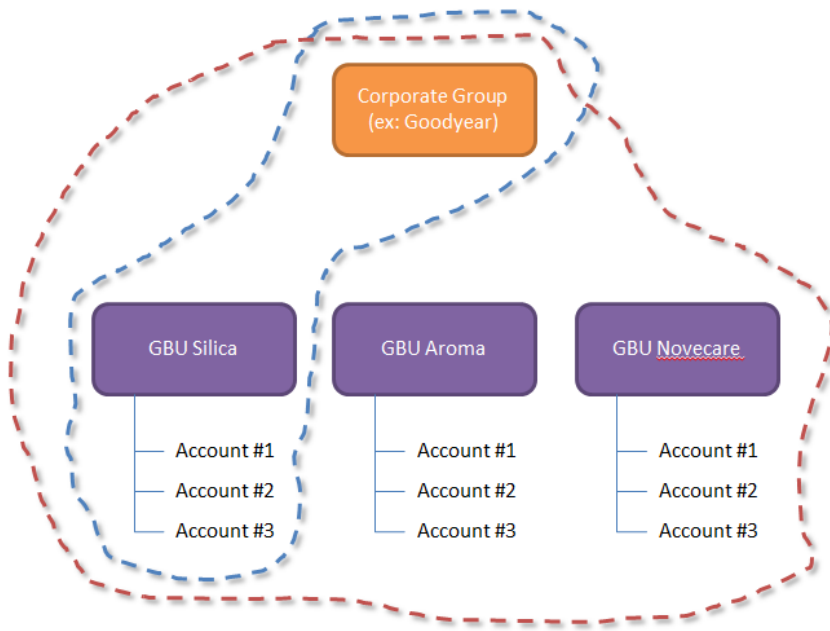 Corporate Group
(ex: Goodyear)
GBU Silica
Account #1
Account #2
Account #3
GBU Aroma
Account #1
Account #2
Account #3
GBU Novecare
Account #1
Account #2
Account #3